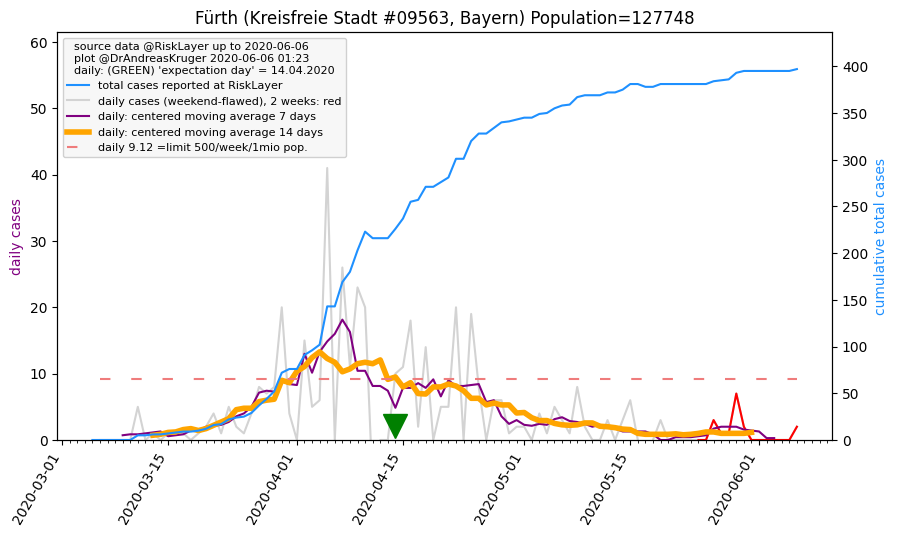 Fürth (Kreisfreie Stadt #09563, Bayern) Population=127748
source data @RiskLayer up to 2020-06-06
plot @DrAndreasKruger 2020-06-06 01:23
daily: (GREEN) 'expectation day' = 14.04.2020
total cases reported at RiskLayer
daily cases (weekend-flawed), 2 weeks: red
daily: centered moving average 7 days
daily: centered moving average 14 days
daily 9.12 =limit 500/week/1mio pop.
daily cases
60
50
40
30
20
10
0
cumulative total cases
400
350
300
250
200
150
100
50
0
2020-03-01
2020-03-15
2020-04-01
2020-04-15
2020-05-01
2020-05-15
2020-06-01